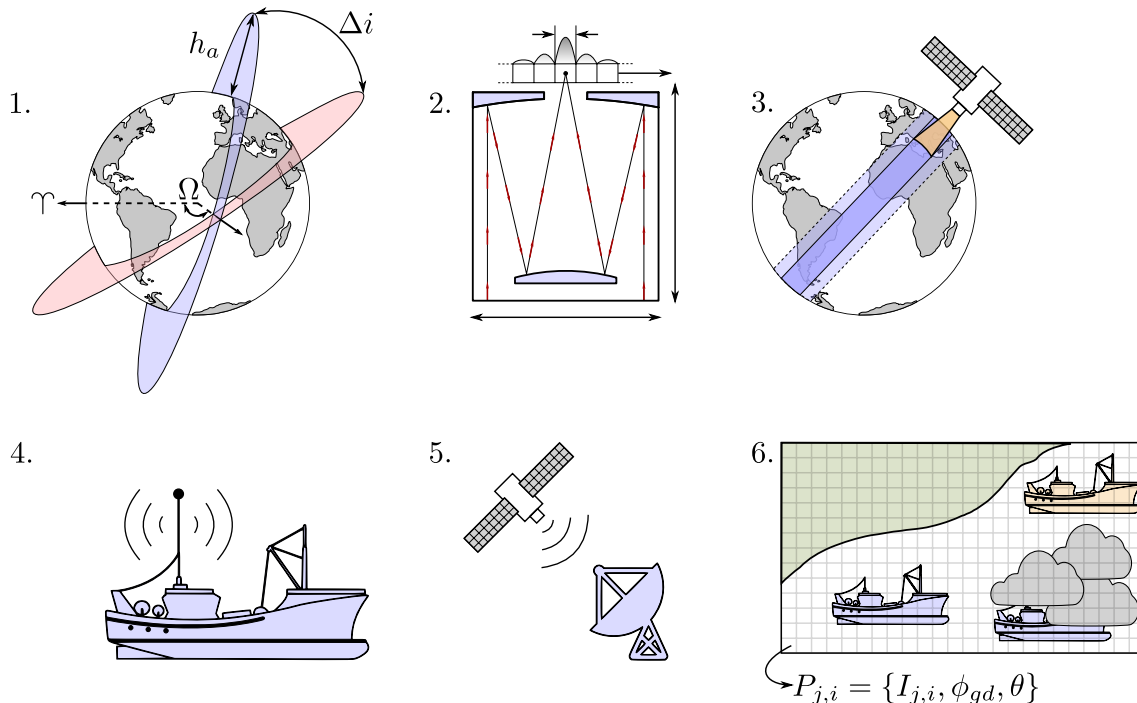 1.
h_a
Δi
Ω
♈︎
2.
3.
4.
5.
6.
P_{j,i} = {I_{j,i}, ϕ_{gd}, θ}